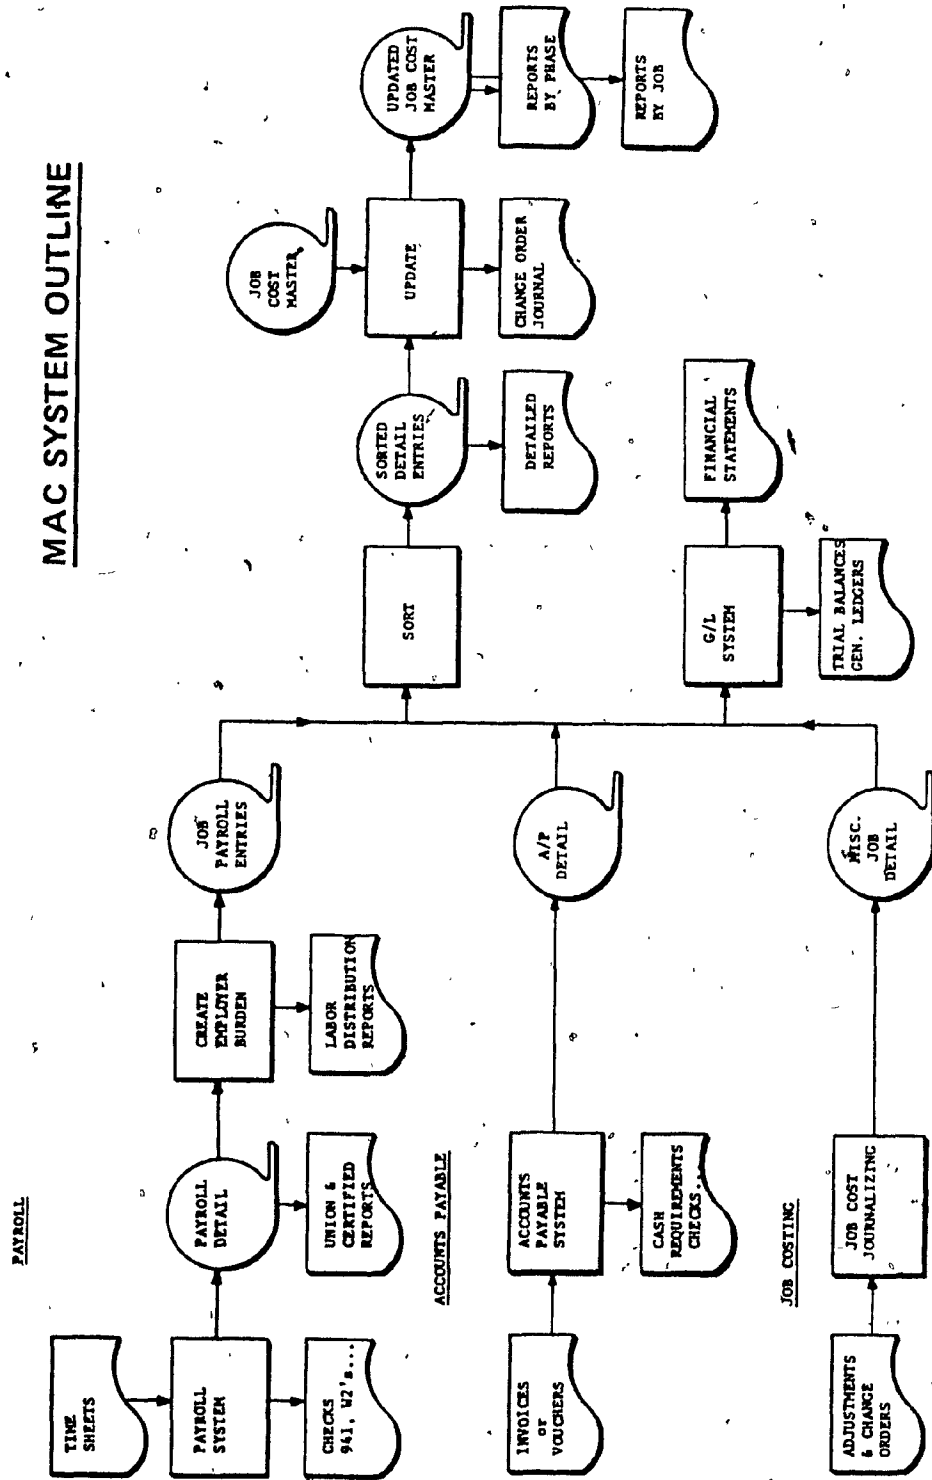 MAC SYSTEM OUTLINE
PAYROLL
TIME
SHEETS
PAYROLL
SYSTEM
CHECKS
941, W2's...
PAYROLL
DETAIL
UNION &
CERTIFIED
REPORTS
CREATE
EMPLOYER
BURDEN
LABOR
DISTRIBUTION
REPORTS
JOB
PAYROLL
ENTRIES
ACCOUNTS PAYABLE
INVOICES
or
VOUCHERS
ACCOUNTS
PAYABLE
SYSTEM
CASH
REQUIREMENTS
CHECKS...
A/P
DETAIL
JOB COSTING
ADJUSTMENTS
& CHANGE
ORDERS
JOB COST
JOURNALIZING
MISC.
JOB
DETAIL
SORT
SORTED
DETAIL
ENTRIES
DETAILED
REPORTS
JOB
COST
MASTER
UPDATE
CHANGE ORDER
JOURNAL
UPDATED
JOB COST
MASTER
REPORTS
BY PHASE
REPORTS
BY JOB
G/L
SYSTEM
FINANCIAL
STATEMENTS
TRIAL BALANCES
GEN. LEDGERS